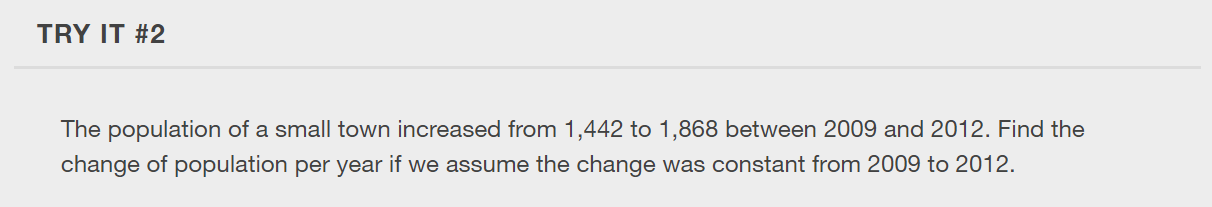 TRY IT #2
The population of a small town increased from 1,442 to 1,868 between 2009 and 2012. Find the
change of population per year if we assume the change was constant from 2009 to 2012.